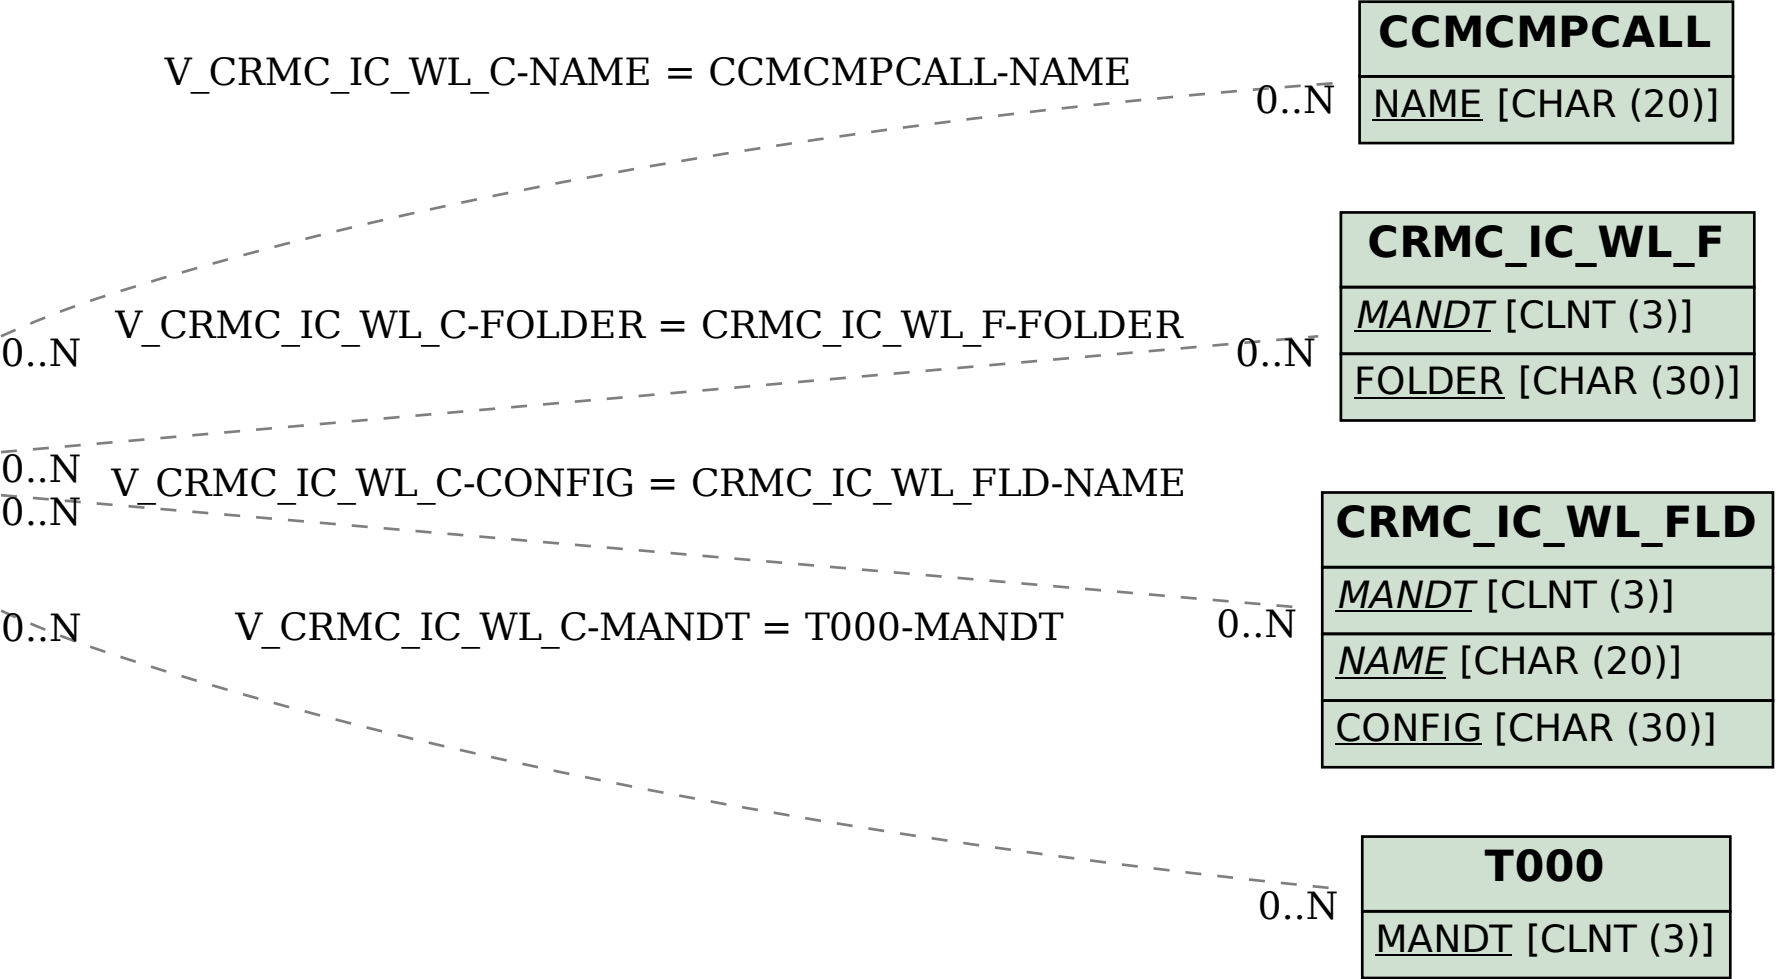 CCMCMPCALL
NAME [CHAR (20)]
V_CRMC_IC_WL_C-NAME = CCMCMPCALL-NAME
0..N
0..N
CRMC_IC_WL_F
MANDT [CLNT (3)]
FOLDER [CHAR (30)]
V_CRMC_IC_WL_C-FOLDER = CRMC_IC_WL_F-FOLDER
0..N
0..N
CRMC_IC_WL_FLD
MANDT [CLNT (3)]
NAME [CHAR (20)]
CONFIG [CHAR (30)]
V_CRMC_IC_WL_C-CONFIG = CRMC_IC_WL_FLD-NAME
0..N
0..N
T000
MANDT [CLNT (3)]
V_CRMC_IC_WL_C-MANDT = T000-MANDT
0..N
0..N